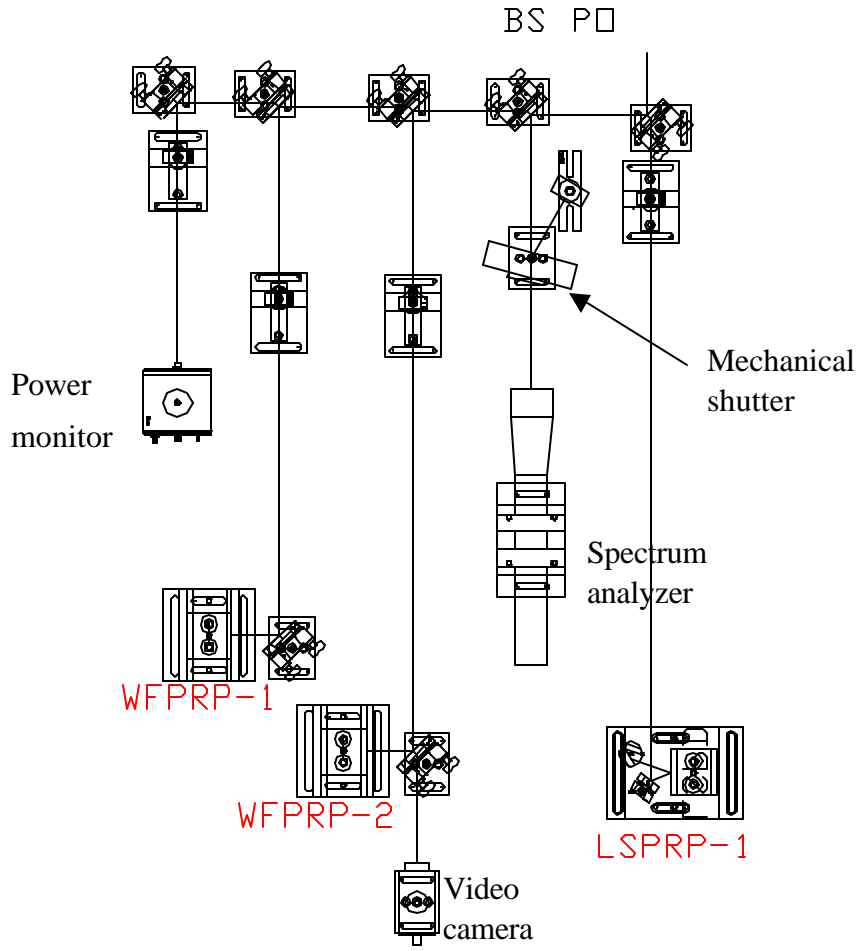 BS PO
Mechanical
shutter
Power
monitor
Spectrum
analyzer
WFPRP-1
WFPRP-2
LSPRP-1
Video
camera